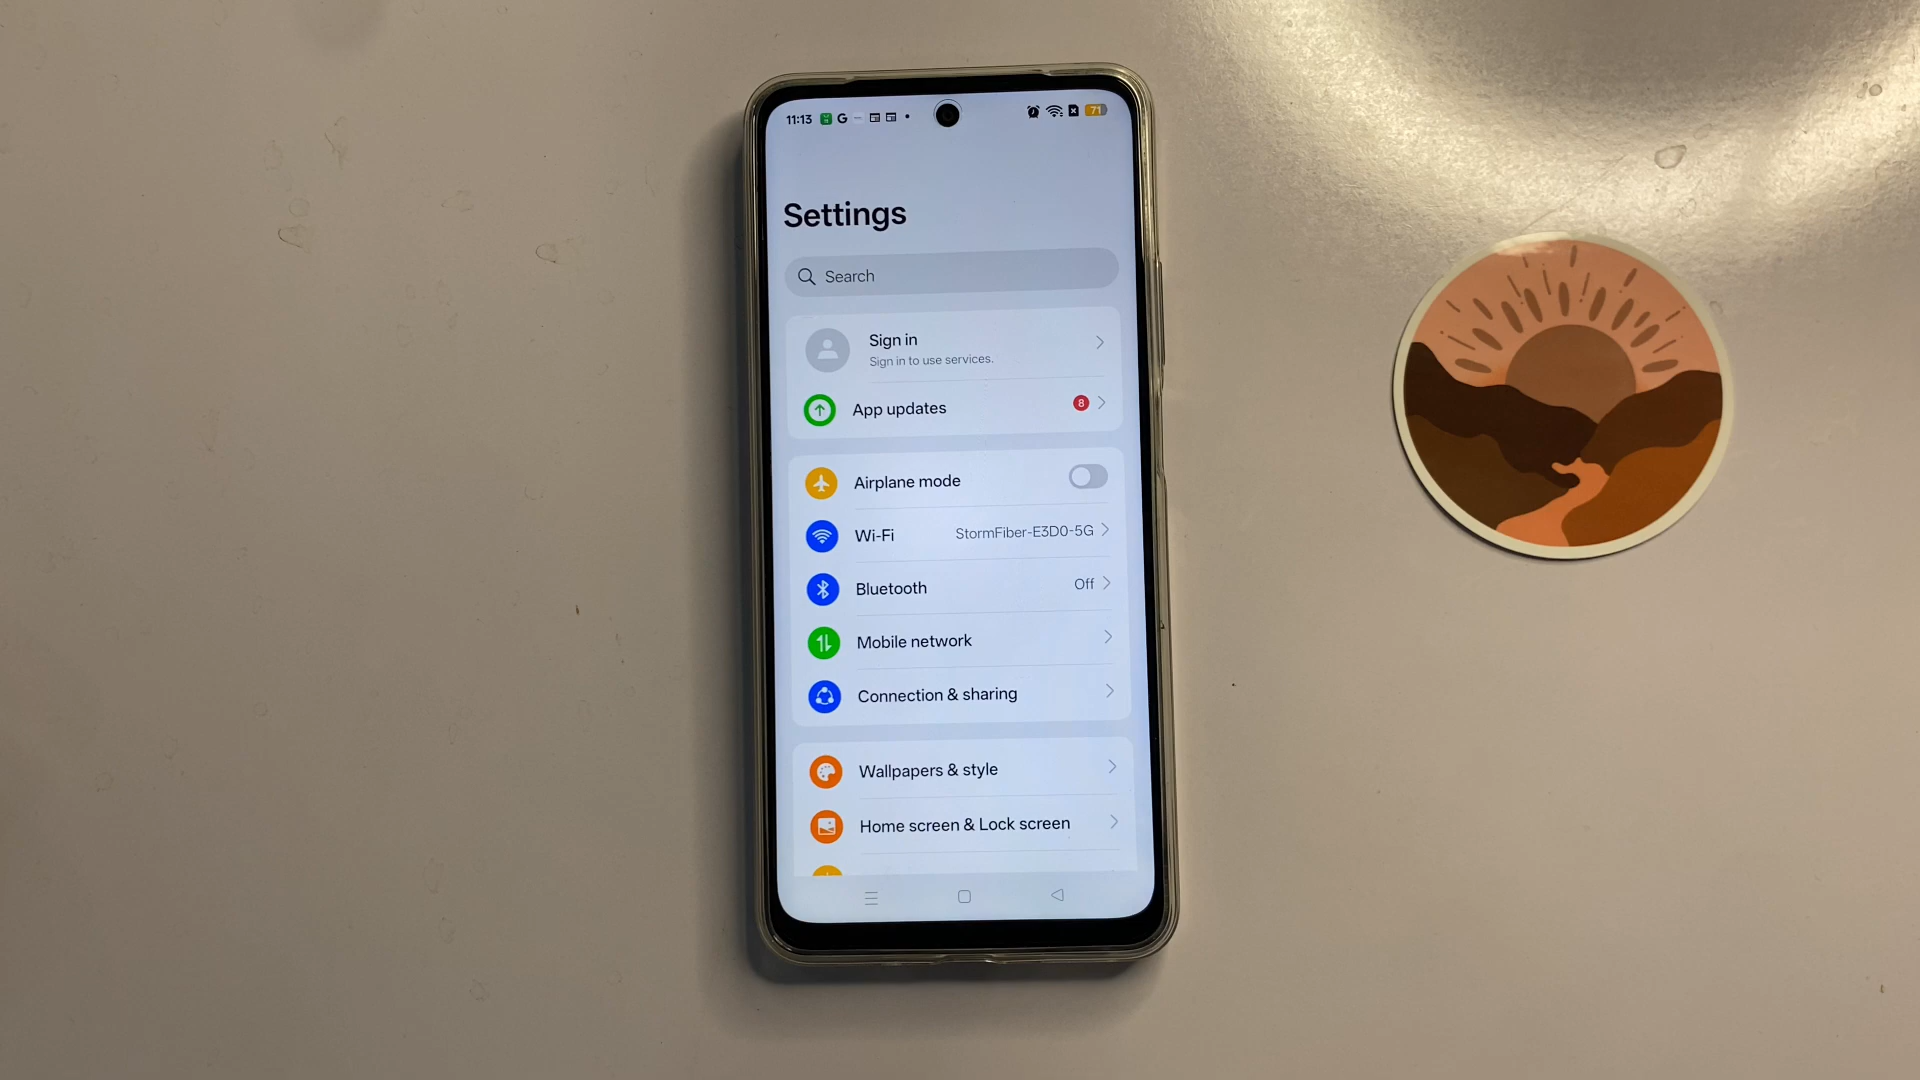 11:13 G 71
Settings
Search
Sign in
Sign in to use services.
App updates 8
Airplane mode
Wi-Fi StormFiber-E3D0-5G
Bluetooth Off
Mobile network
Connection & sharing
Wallpapers & style
Home screen & Lock screen